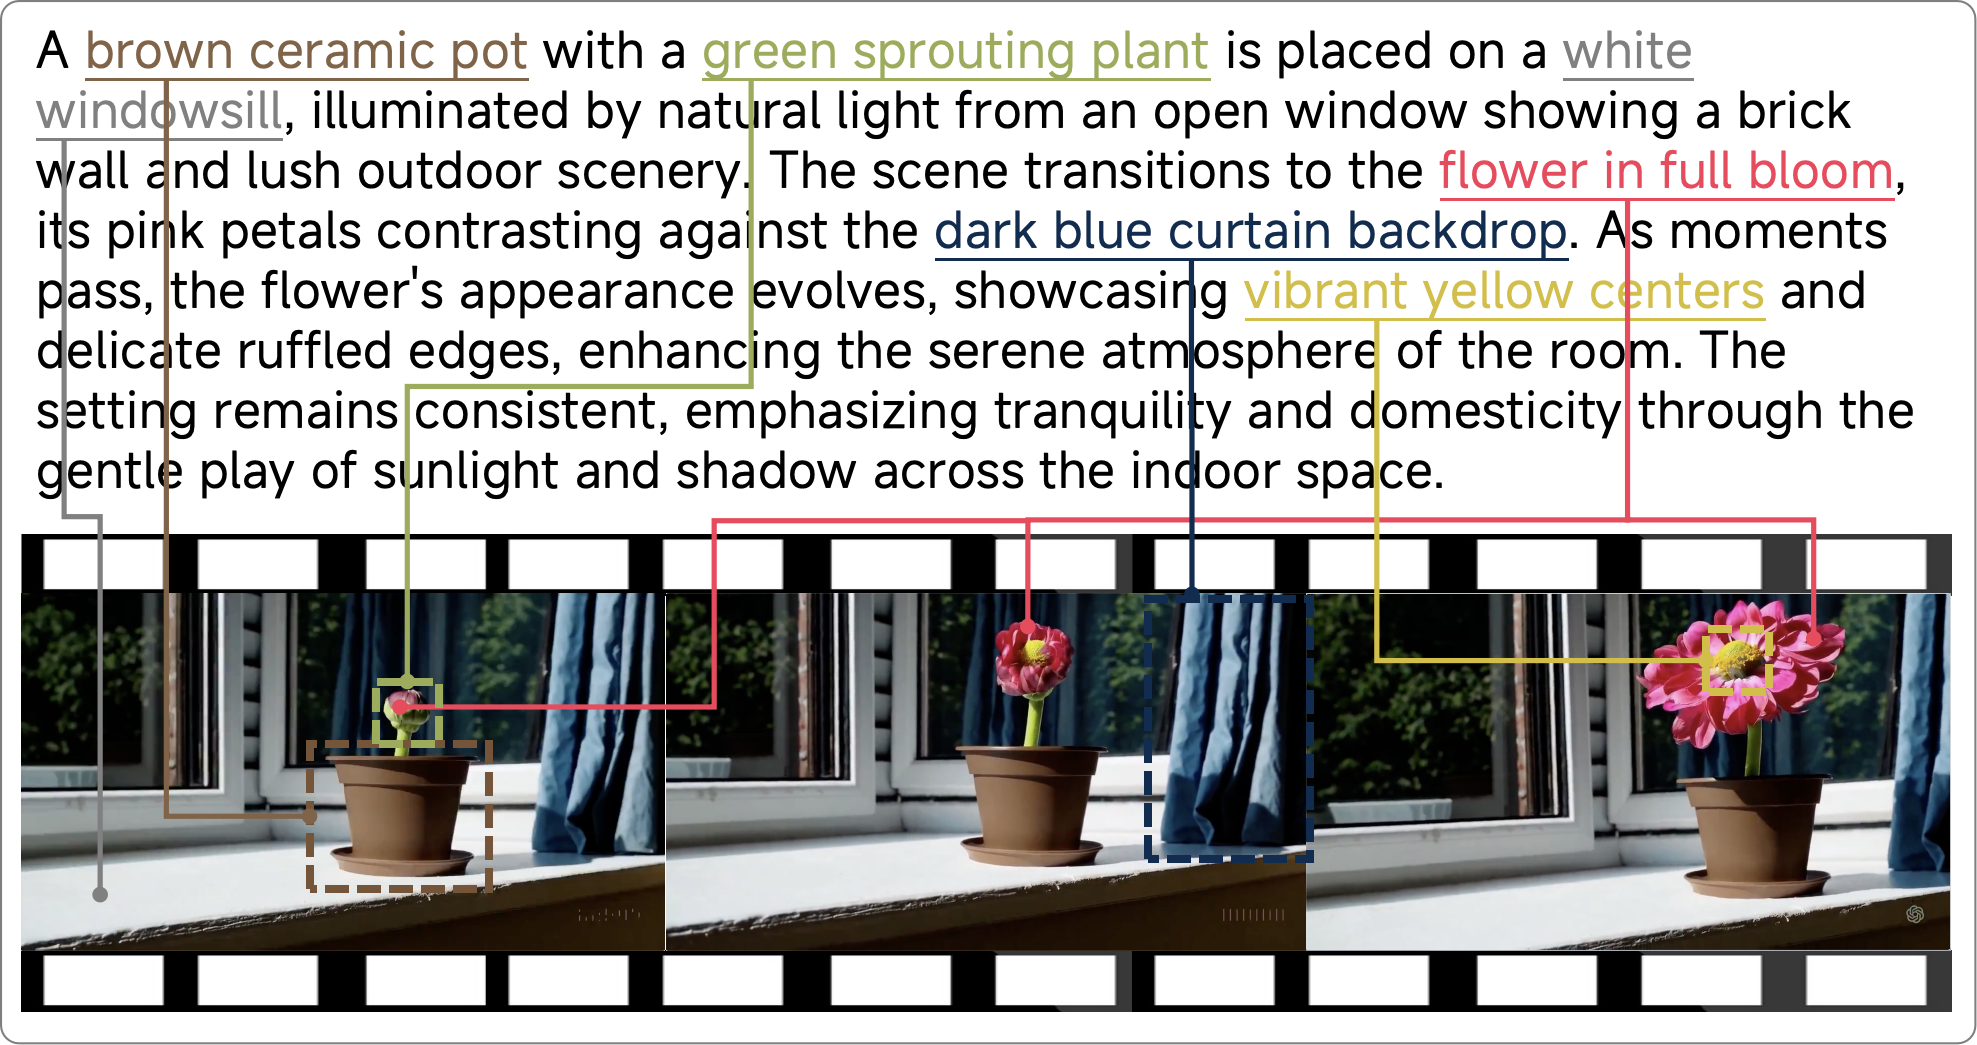 A brown ceramic pot with a green sprouting plant is placed on a white
windowsill, illuminated by natural light from an open window showing a brick
wall and lush outdoor scenery. The scene transitions to the flower in full bloom,
its pink petals contrasting against the dark blue curtain backdrop. As moments
pass, the flower's appearance evolves, showcasing vibrant yellow centers and
delicate ruffled edges, enhancing the serene atmosphere of the room. The
setting remains consistent, emphasizing tranquility and domesticity through the
gentle play of sunlight and shadow across the indoor space.